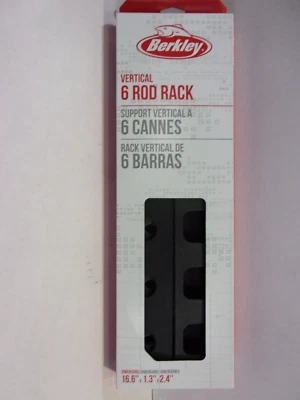 Berkley
VERTICAL
6 ROD RACK
SUPPORT VERTICAL À
6 CANNES
RACK VERTICAL DE
6 BARRAS
16.6" x 1.3" x 2.4"